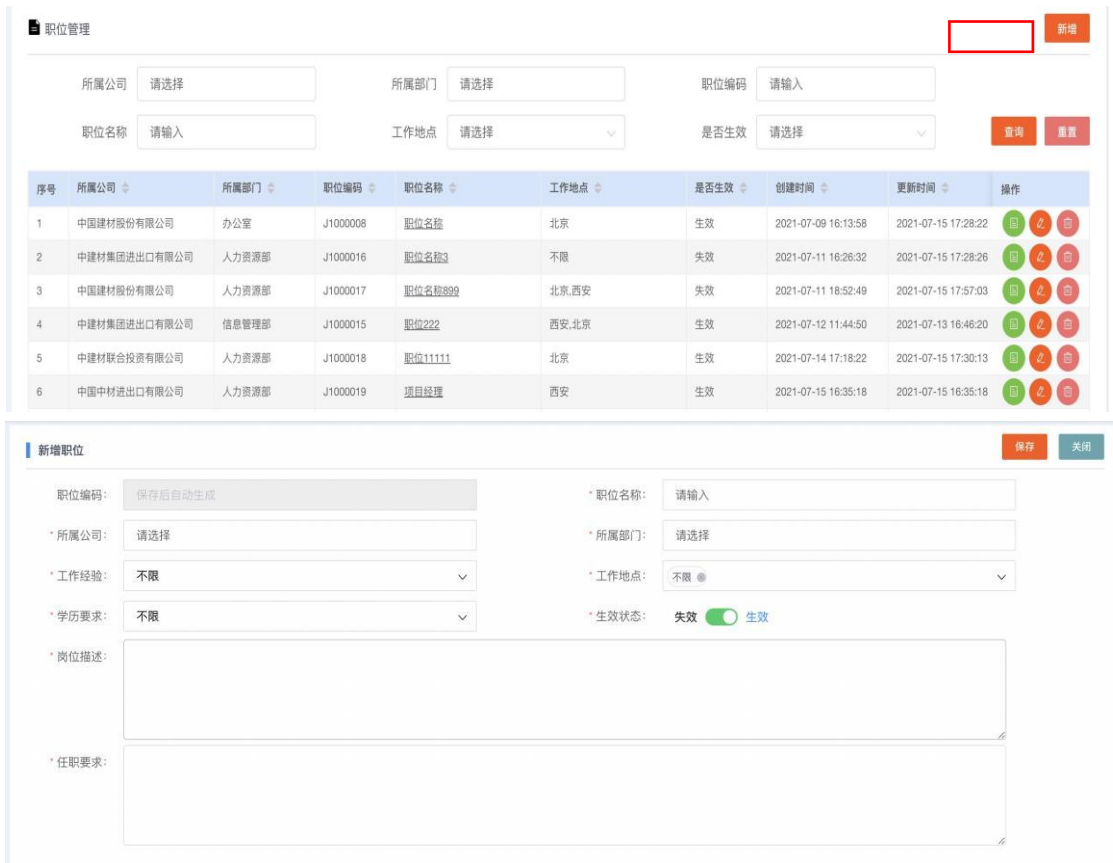 职位管理 新增
所属公司 请选择 所属部门 请选择 职位编码 请输入
职位名称 请输入 工作地点 请选择 是否生效 请选择 查询 重置
序号 所属公司 所属部门 职位编码 职位名称 工作地点 是否生效 创建时间 更新时间 操作
1 中国建材股份有限公司 办公室 J1000008 职位名称 北京 生效 2021-07-09 16:13:58 2021-07-15 17:28:22
2 中建材集团进出口有限公司 人力资源部 J1000016 职位名称3 不限 失效 2021-07-11 16:26:32 2021-07-15 17:28:26
3 中国建材股份有限公司 人力资源部 J1000017 职位名称899 北京,西安 失效 2021-07-11 18:52:49 2021-07-15 17:57:03
4 中建材集团进出口有限公司 信息管理部 J1000015 职位222 西安,北京 生效 2021-07-12 11:44:50 2021-07-13 16:46:20
5 中建材联合投资有限公司 人力资源部 J1000018 职位11111 北京 生效 2021-07-14 17:18:22 2021-07-15 17:30:13
6 中国中材进出口有限公司 人力资源部 J1000019 项目经理 西安 生效 2021-07-15 16:35:18 2021-07-15 16:35:18
新增职位 保存 关闭
职位编码: 保存后自动生成 *职位名称: 请输入
*所属公司: 请选择 *所属部门: 请选择
*工作经验: 不限 *工作地点: 不限
*学历要求: 不限 *生效状态: 失效 生效
*岗位描述:
*任职要求: